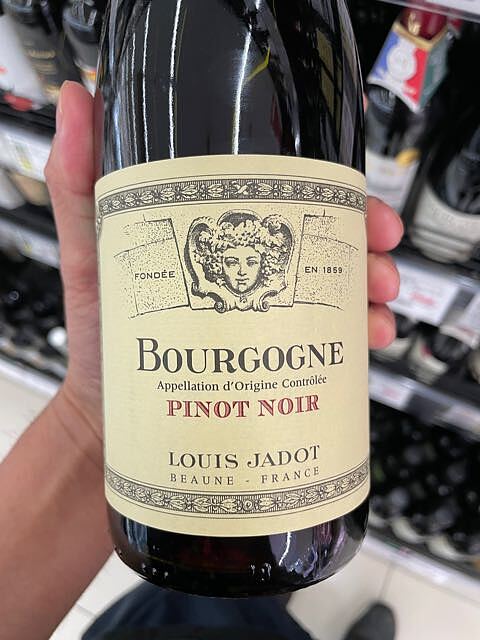 FONDÉE EN 1859
BOURGOGNE
Appellation d'Origine Contrôlée
PINOT NOIR
LOUIS JADOT
BEAUNE - FRANCE